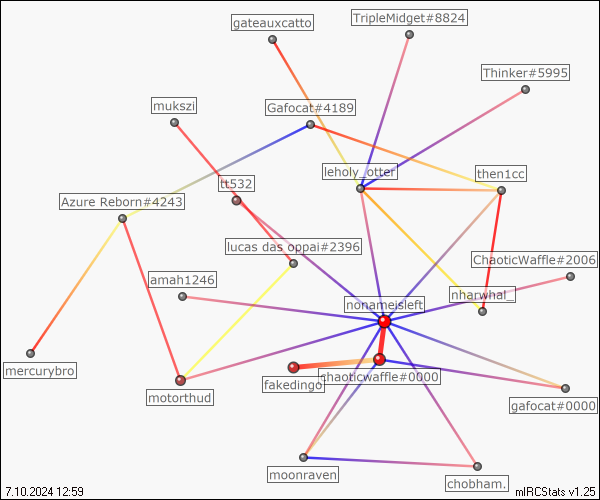 TripleMidget#8824
gateauxcatto
Thinker#5995
mukszi
Gafocat#4189
leholy_otter
then1cc
tt532
Azure Reborn#4243
lucas das oppai#2396
ChaoticWaffle#2006
amah1246
nharwhal_
nonameisleft
mercurybro
fakedingo
chaoticwaffle#0000
motorthud
gafocat#0000
moonraven
chobham.
7.10.2024 12:59
mIRCStats v1.25